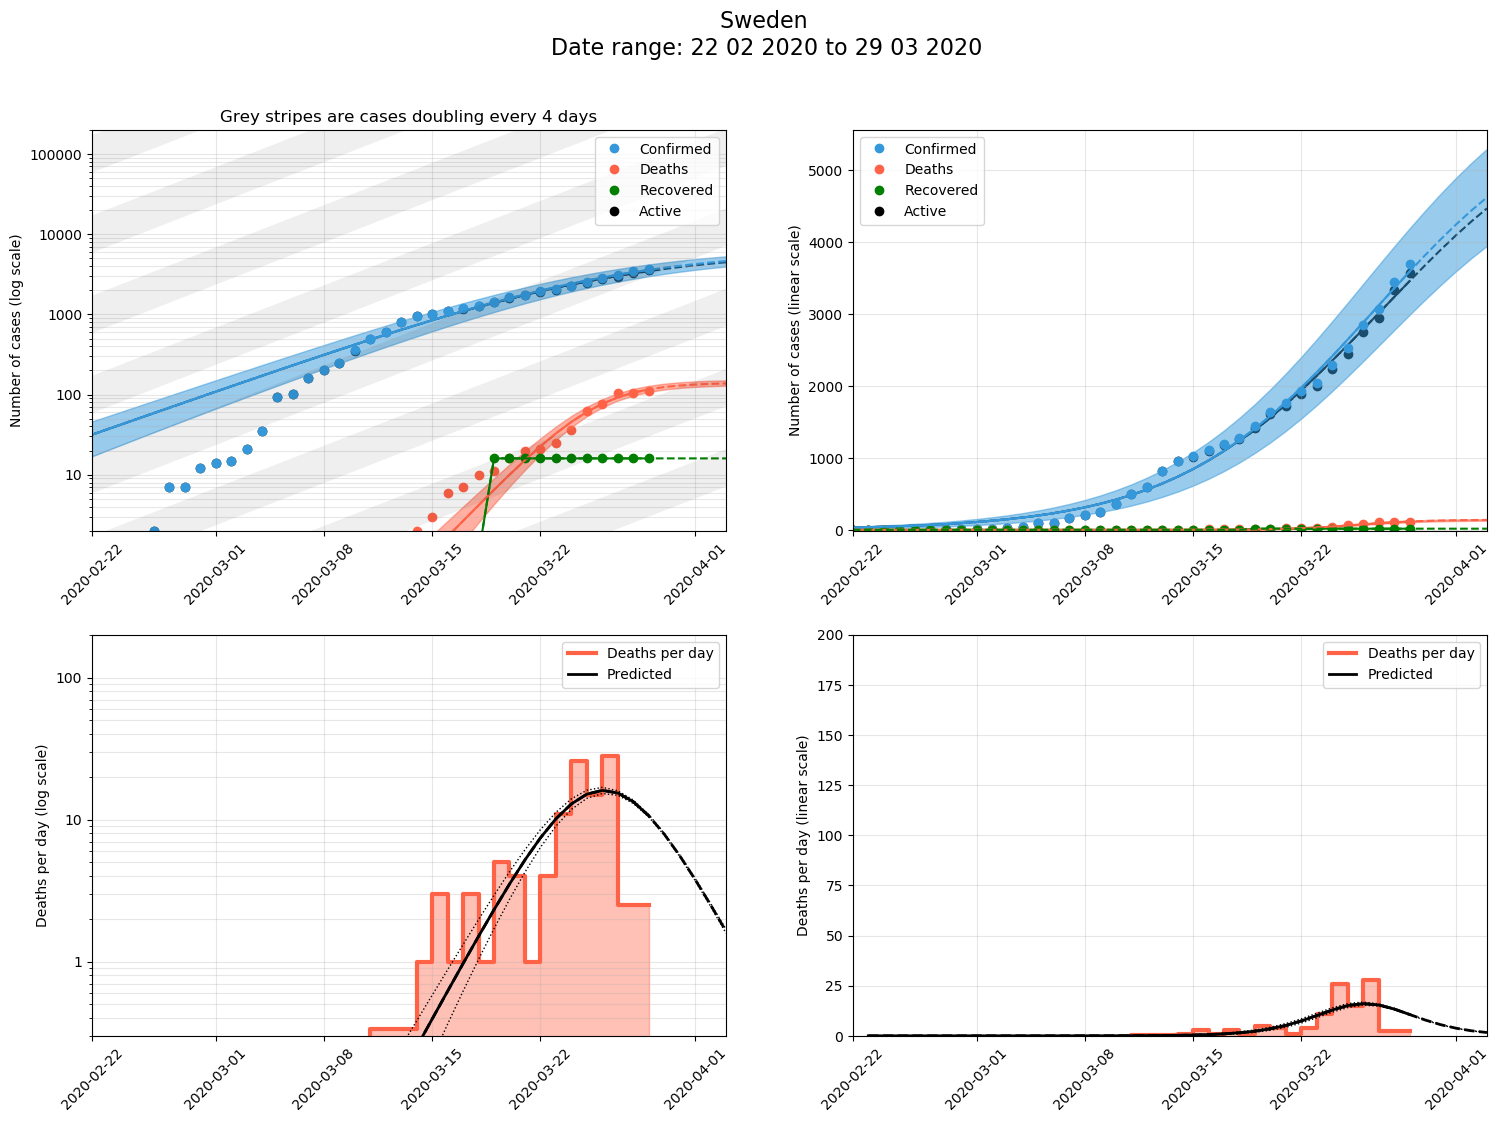 Sweden
Date range: 22 02 2020 to 29 03 2020
Grey stripes are cases doubling every 4 days
Number of cases (log scale)
100000
10000
1000
100
10
Confirmed
Deaths
Recovered
Active
2020-02-22
2020-03-01
2020-03-08
2020-03-15
2020-03-22
2020-04-01
Number of cases (linear scale)
5000
4000
3000
2000
1000
0
Confirmed
Deaths
Recovered
Active
2020-02-22
2020-03-01
2020-03-08
2020-03-15
2020-03-22
2020-04-01
Deaths per day (log scale)
100
10
1
Deaths per day
Predicted
2020-02-22
2020-03-01
2020-03-08
2020-03-15
2020-03-22
2020-04-01
Deaths per day (linear scale)
200
175
150
125
100
75
50
25
0
Deaths per day
Predicted
2020-02-22
2020-03-01
2020-03-08
2020-03-15
2020-03-22
2020-04-01